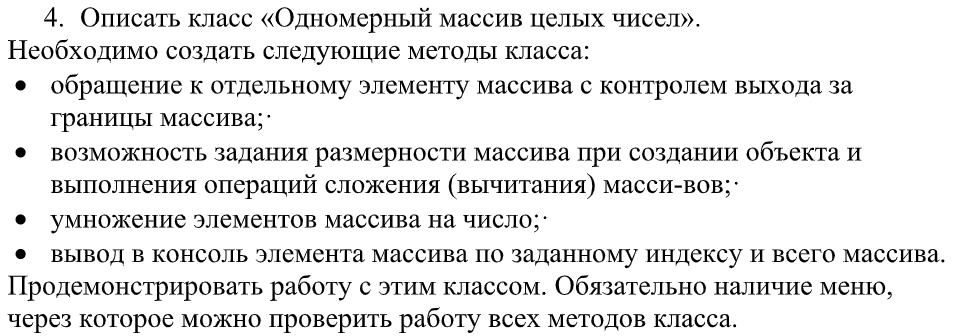 4. Описать класс «Одномерный массив целых чисел».
Необходимо создать следующие методы класса:
• обращение к отдельному элементу массива с контролем выхода за
границы массива;·
• возможность задания размерности массива при создании объекта и
выполнения операций сложения (вычитания) масси-вов;·
• умножение элементов массива на число;·
• вывод в консоль элемента массива по заданному индексу и всего массива.
Продемонстрировать работу с этим классом. Обязательно наличие меню,
через которое можно проверить работу всех методов класса.